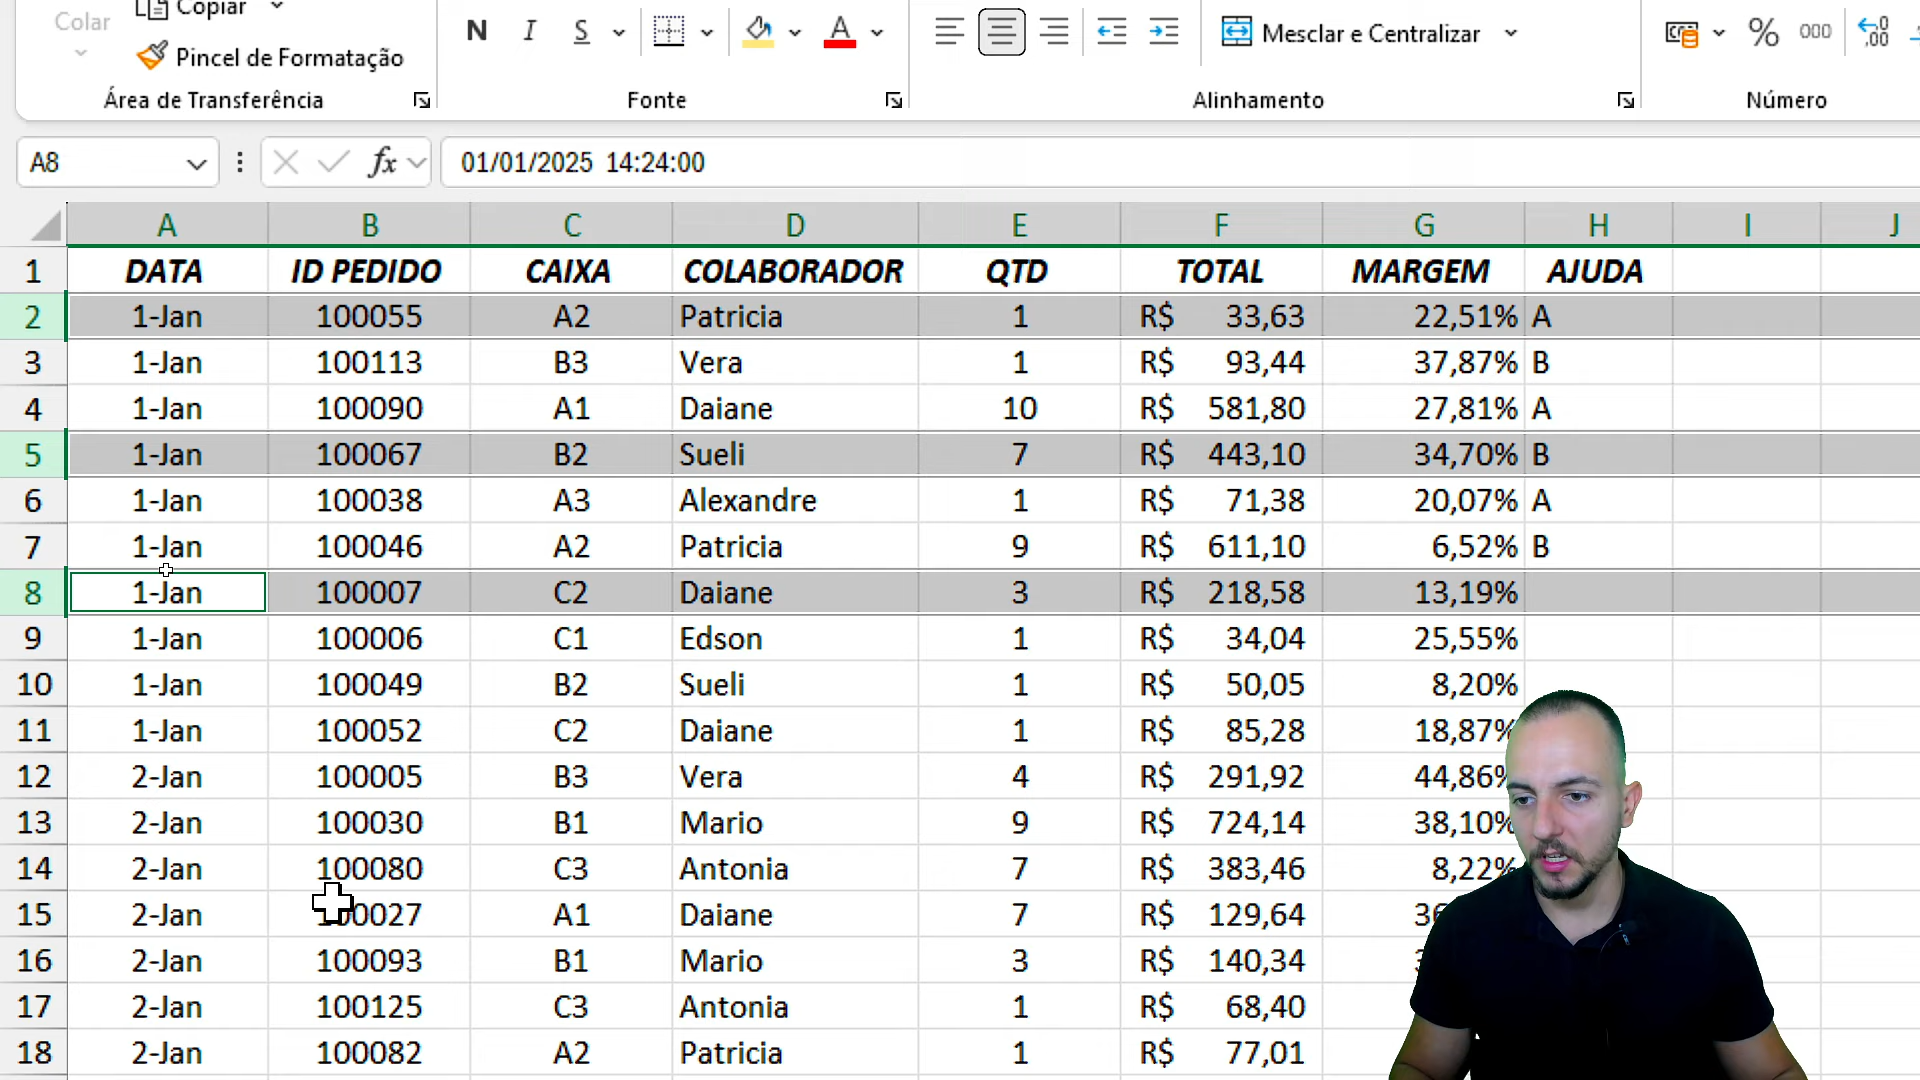 Colar
Copiar
Pincel de Formatação
N I S A
Mesclar e Centralizar
% 000
Área de Transferência Fonte Alinhamento Número
A8 fx 01/01/2025 14:24:00
A B C D E F G H I J
1 DATA ID PEDIDO CAIXA COLABORADOR QTD TOTAL MARGEM AJUDA
2 1-Jan 100055 A2 Patricia 1 R$ 33,63 22,51% A
3 1-Jan 100113 B3 Vera 1 R$ 93,44 37,87% B
4 1-Jan 100090 A1 Daiane 10 R$ 581,80 27,81% A
5 1-Jan 100067 B2 Sueli 7 R$ 443,10 34,70% B
6 1-Jan 100038 A3 Alexandre 1 R$ 71,38 20,07% A
7 1-Jan 100046 A2 Patricia 9 R$ 611,10 6,52% B
8 1-Jan 100007 C2 Daiane 3 R$ 218,58 13,19%
9 1-Jan 100006 C1 Edson 1 R$ 34,04 25,55%
10 1-Jan 100049 B2 Sueli 1 R$ 50,05 8,20%
11 1-Jan 100052 C2 Daiane 1 R$ 85,28 18,87%
12 2-Jan 100005 B3 Vera 4 R$ 291,92 44,86%
13 2-Jan 100030 B1 Mario 9 R$ 724,14 38,10%
14 2-Jan 100080 C3 Antonia 7 R$ 383,46 8,22%
15 2-Jan 100027 A1 Daiane 7 R$ 129,64
16 2-Jan 100093 B1 Mario 3 R$ 140,34
17 2-Jan 100125 C3 Antonia 1 R$ 68,40
18 2-Jan 100082 A2 Patricia 1 R$ 77,01